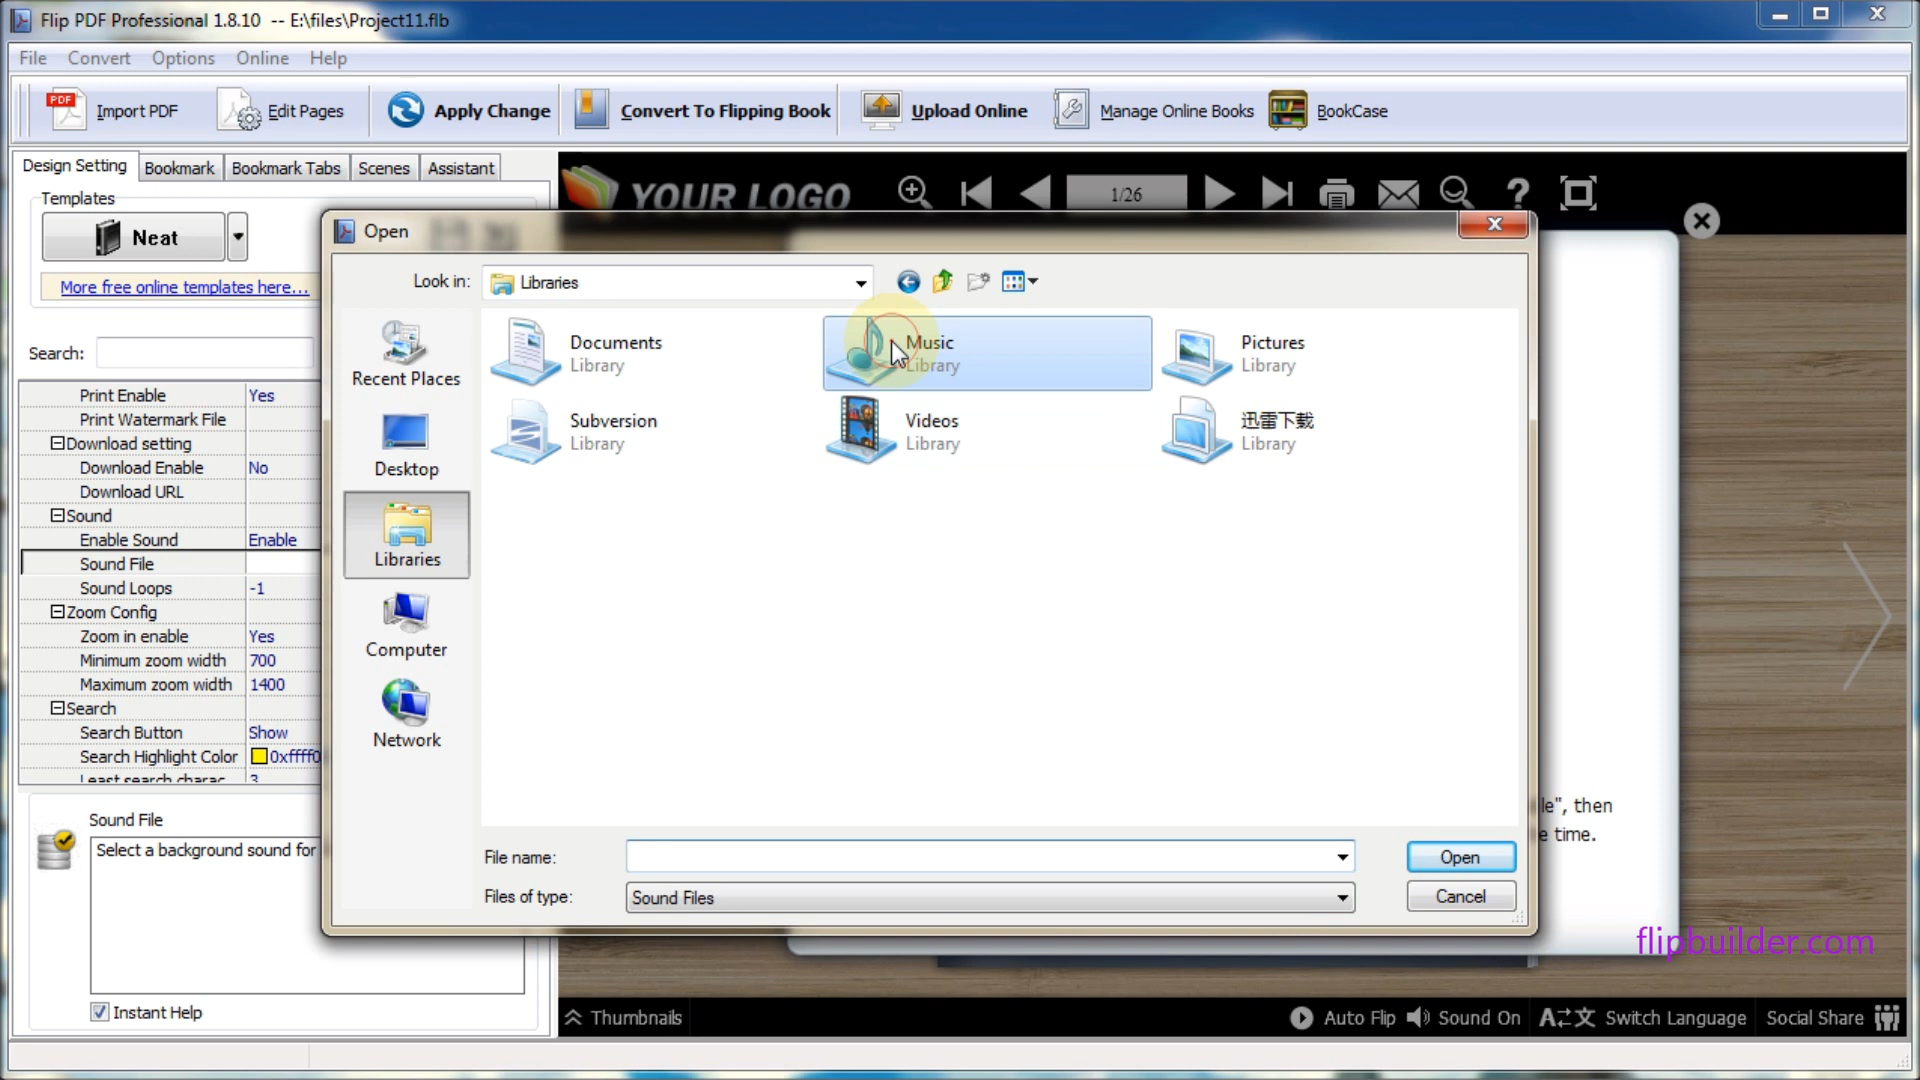 Flip PDF Professional 1.8.10 -- E:\files\Project11.flb
File Convert Options Online Help
PDF Import PDF Edit Pages Apply Change Convert To Flipping Book Upload Online Manage Online Books BookCase
Design Setting Bookmark Bookmark Tabs Scenes Assistant
YOUR LOGO 1/26
Templates
Neat
More free online templates here...
Search:
Print Enable Yes
Print Watermark File
Download setting
Download Enable No
Download URL
Sound
Enable Sound Enable
Sound File
Sound Loops -1
Zoom Config
Zoom in enable Yes
Minimum zoom width 700
Maximum zoom width 1400
Search
Search Button Show
Search Highlight Color 0xffff0
Least search charac 3
Sound File
Select a background sound for
Instant Help
Open
Look in: Libraries
Recent Places
Desktop
Libraries
Computer
Network
Documents
Library
Music
Library
Pictures
Library
Subversion
Library
Videos
Library
迅雷下载
Library
File name:
Open
Files of type: Sound Files
Cancel
le", then
e time.
flipbuilder.com
Thumbnails Auto Flip Sound On A⇄文 Switch Language Social Share